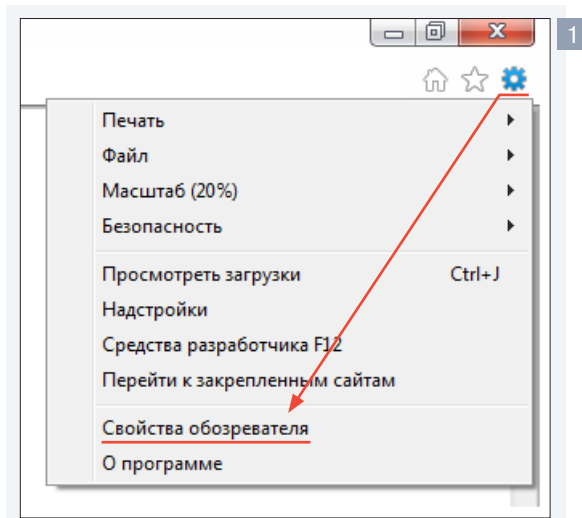 1
Печать
Файл
Масштаб (20%)
Безопасность
Просмотреть загрузки Ctrl+J
Надстройки
Средства разработчика F12
Перейти к закрепленным сайтам
Свойства обозревателя
О программе